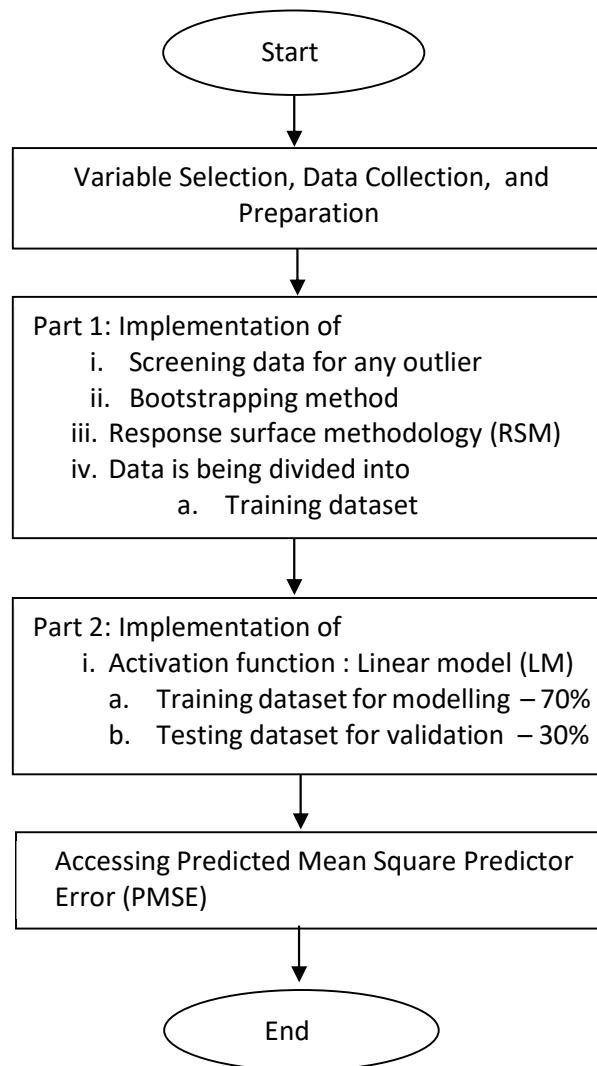 Start
Variable Selection, Data Collection, and
Preparation
Part 1: Implementation of
i. Screening data for any outlier
ii. Bootstrapping method
iii. Response surface methodology (RSM)
iv. Data is being divided into
a. Training dataset
Part 2: Implementation of
i. Activation function : Linear model (LM)
a. Training dataset for modelling – 70%
b. Testing dataset for validation – 30%
Accessing Predicted Mean Square Predictor
Error (PMSE)
End